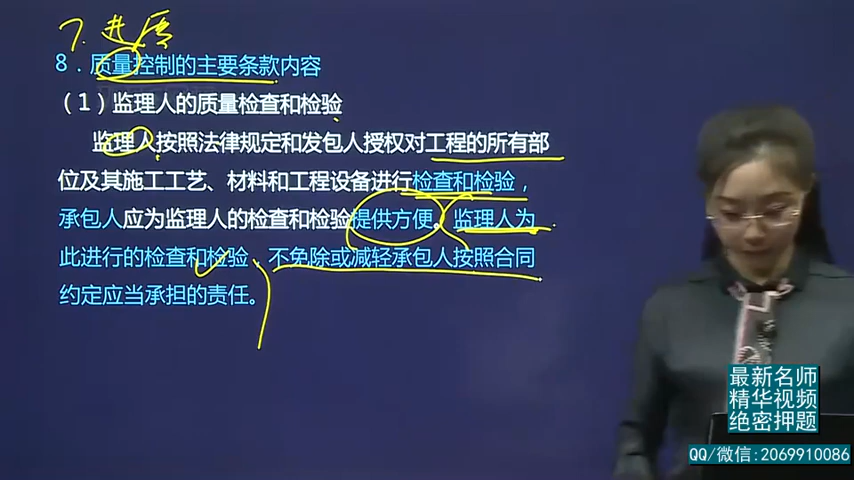 7. 进 质
8．质量控制的主要条款内容
（1）监理人的质量检查和检验
监理人按照法律规定和发包人授权对工程的所有部
位及其施工工艺、材料和工程设备进行检查和检验，
承包人应为监理人的检查和检验提供方便。监理人为
此进行的检查和检验，不免除或减轻承包人按照合同
约定应当承担的责任。
最新名师
精华视频
绝密押题
QQ/微信:2069910086